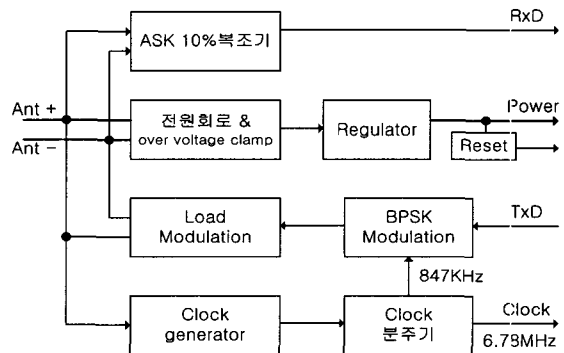 RxD
ASK 10%복조기
Ant +
전원회로 &
over voltage clamp
Regulator
Power
Ant −
Reset
Load
Modulation
BPSK
Modulation
TxD
847KHz
Clock
generator
Clock
분주기
Clock
6.78MHz